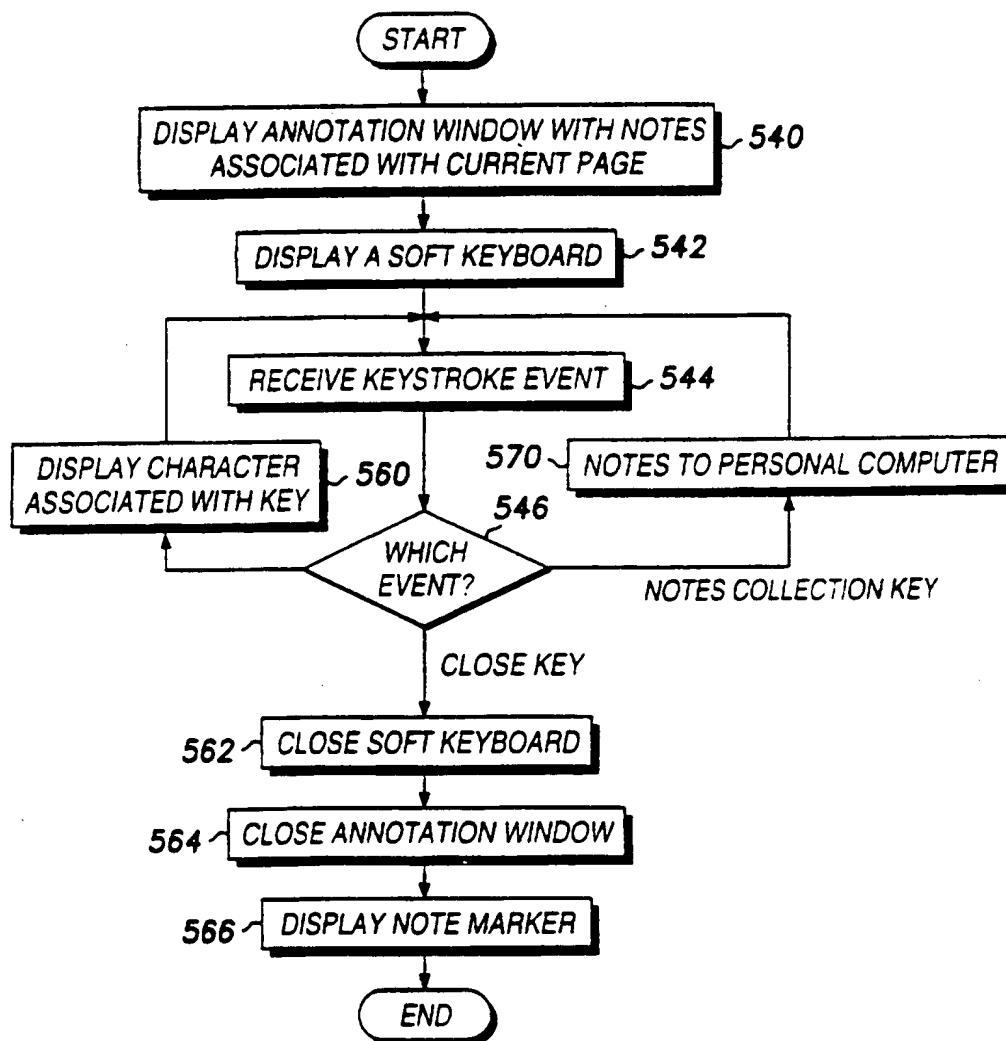 START
DISPLAY ANNOTATION WINDOW WITH NOTES
ASSOCIATED WITH CURRENT PAGE
540
DISPLAY A SOFT KEYBOARD
542
RECEIVE KEYSTROKE EVENT
544
DISPLAY CHARACTER
ASSOCIATED WITH KEY
560
570
NOTES TO PERSONAL COMPUTER
546
WHICH
EVENT?
NOTES COLLECTION KEY
CLOSE KEY
562
CLOSE SOFT KEYBOARD
564
CLOSE ANNOTATION WINDOW
566
DISPLAY NOTE MARKER
END